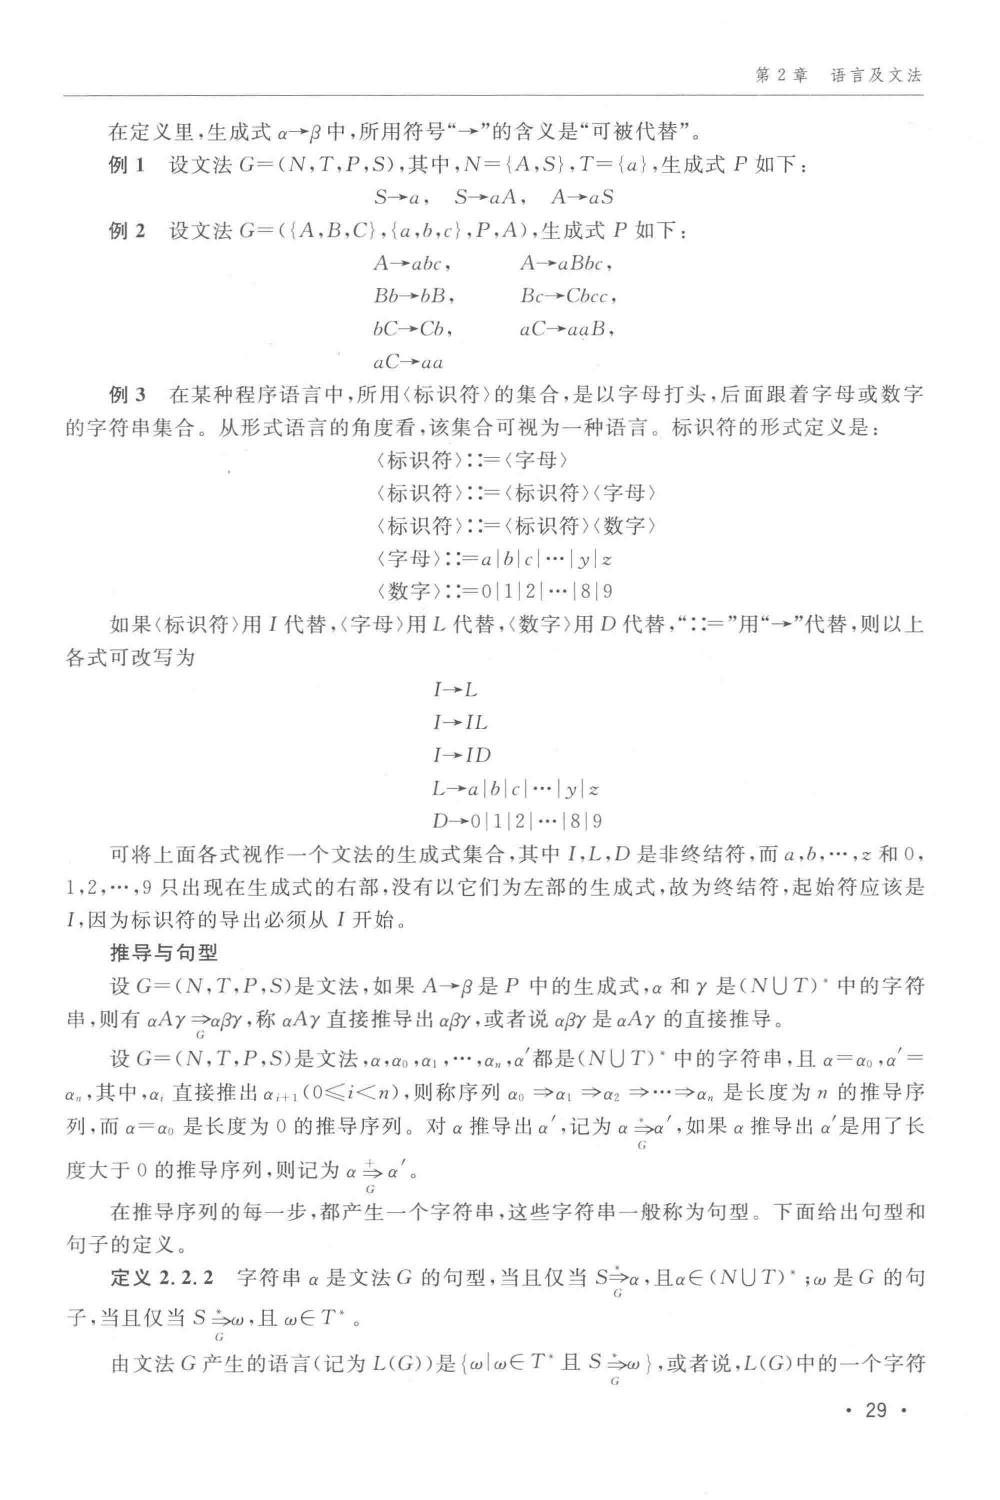 第 2 章　语言及文法
在定义里,生成式 α→β中,所用符号“→”的含义是“可被代替”。
例 1　设文法 G=(N,T,P,S),其中,N={A,S},T={a},生成式 P 如下:
S→a,　S→aA,　A→aS
例 2　设文法 G=({A,B,C},{a,b,c},P,A),生成式 P 如下:
A→abc,　A→aBbc,
Bb→bB,　Bc→Cbcc,
bC→Cb,　aC→aaB,
aC→aa
例 3　在某种程序语言中,所用〈标识符〉的集合,是以字母打头,后面跟着字母或数字
的字符串集合。从形式语言的角度看,该集合可视为一种语言。标识符的形式定义是:
〈标识符〉::=〈字母〉
〈标识符〉::=〈标识符〉〈字母〉
〈标识符〉::=〈标识符〉〈数字〉
〈字母〉::=a|b|c|…|y|z
〈数字〉::=0|1|2|…|8|9
如果〈标识符〉用 I 代替,〈字母〉用 L 代替,〈数字〉用 D 代替,“::=”用“→”代替,则以上
各式可改写为
I→L
I→IL
I→ID
L→a|b|c|…|y|z
D→0|1|2|…|8|9
可将上面各式视作一个文法的生成式集合,其中 I,L,D 是非终结符,而 a,b,…,z 和 0,
1,2,…,9 只出现在生成式的右部,没有以它们为左部的生成式,故为终结符,起始符应该是
I,因为标识符的导出必须从 I 开始。
推导与句型
设 G=(N,T,P,S)是文法,如果 A→β是 P 中的生成式,α 和 γ 是(N∪T)* 中的字符
串,则有 αAγ ⇒_G αβγ,称 αAγ 直接推导出 αβγ,或者说 αβγ 是 αAγ 的直接推导。
设 G=(N,T,P,S)是文法,α,α₀,α₁,…,αₙ,α′都是(N∪T)* 中的字符串,且 α=α₀,α′=
αₙ,其中,αᵢ 直接推出 αᵢ₊₁(0≤i<n),则称序列 α₀ ⇒α₁ ⇒α₂ ⇒…⇒αₙ 是长度为 n 的推导序
列,而 α=α₀ 是长度为 0 的推导序列。对 α 推导出 α′,记为 α ⇒*_G α′,如果 α 推导出 α′是用了长
度大于 0 的推导序列,则记为 α ⇒+_G α′。
在推导序列的每一步,都产生一个字符串,这些字符串一般称为句型。下面给出句型和
句子的定义。
定义 2.2.2　字符串 α 是文法 G 的句型,当且仅当 S⇒*_G α,且α∈(N∪T)*;ω 是 G 的句
子,当且仅当 S ⇒*_G ω,且 ω∈T*。
由文法 G 产生的语言(记为 L(G))是{ω|ω∈T*且 S ⇒*_G ω},或者说,L(G)中的一个字符
· 29 ·